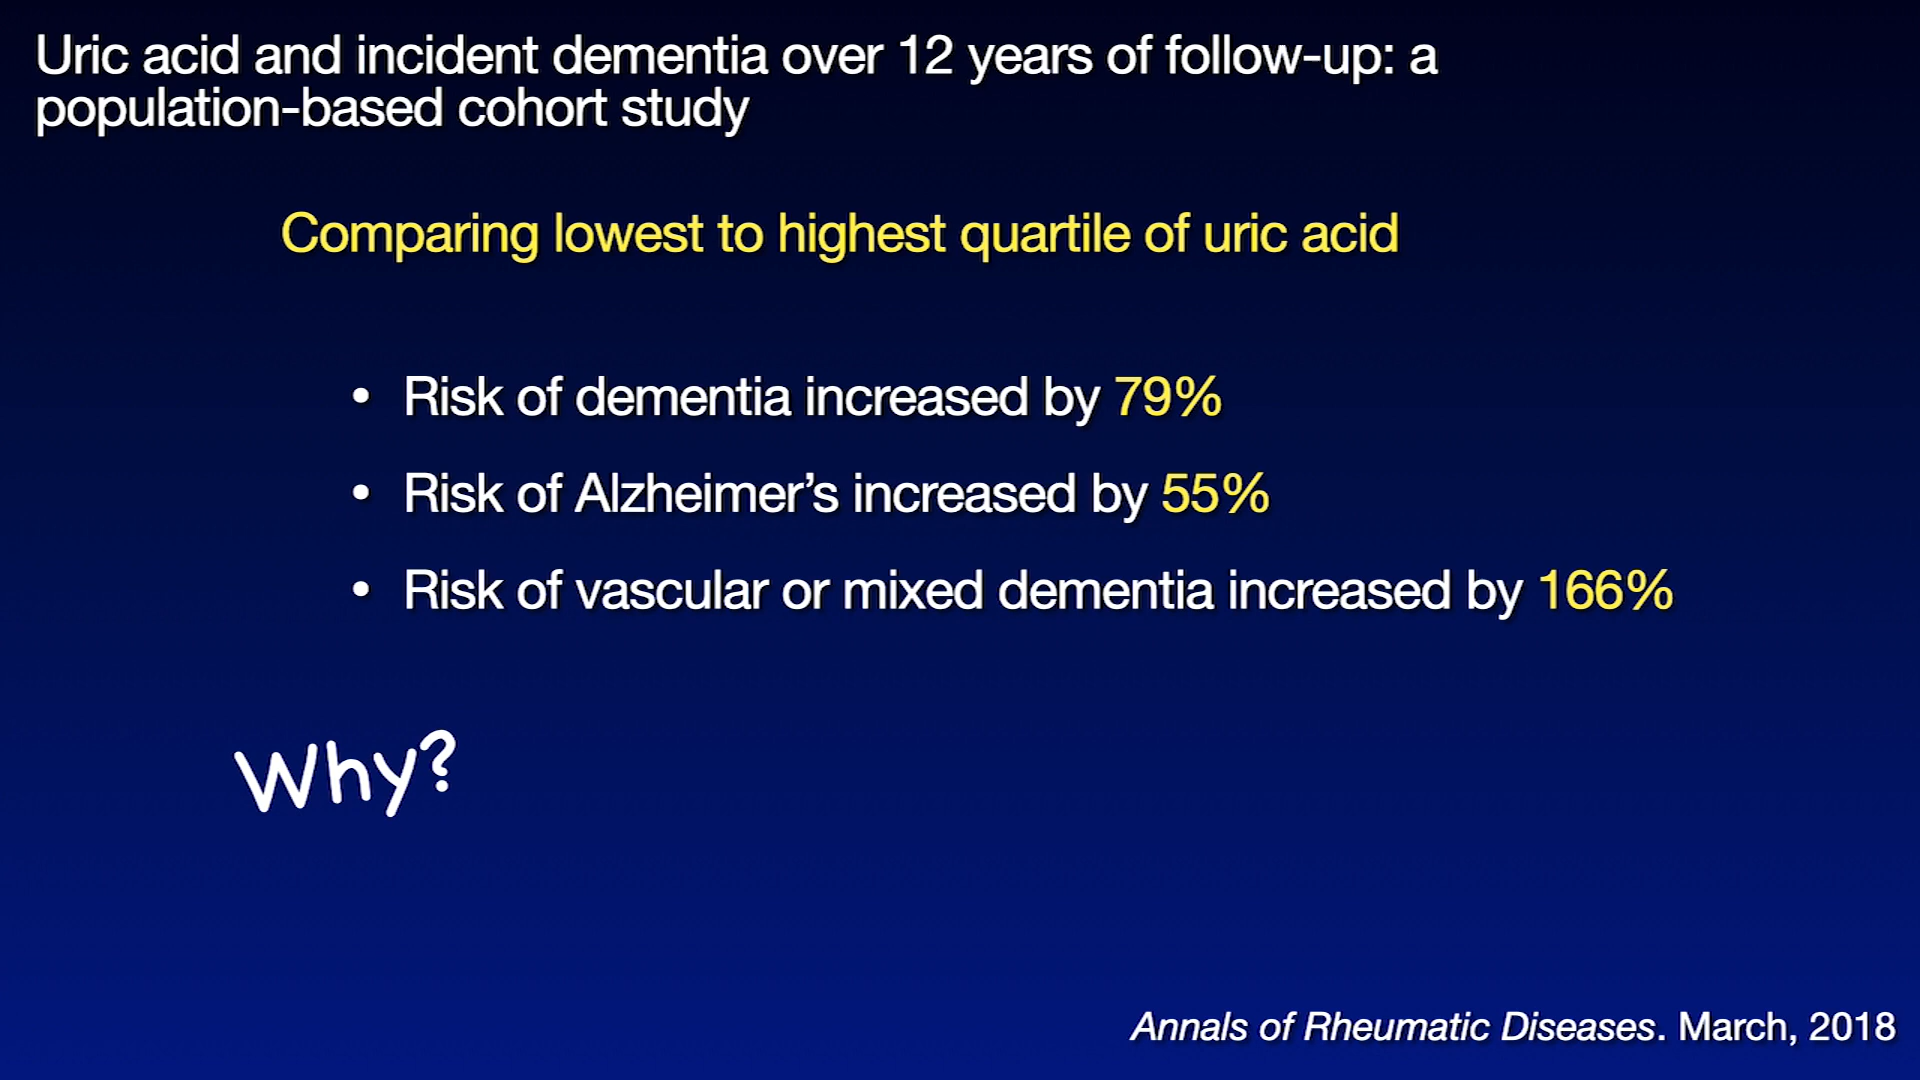 Uric acid and incident dementia over 12 years of follow-up: a
population-based cohort study
Comparing lowest to highest quartile of uric acid
• Risk of dementia increased by 79%
• Risk of Alzheimer’s increased by 55%
• Risk of vascular or mixed dementia increased by 166%
Why?
Annals of Rheumatic Diseases. March, 2018